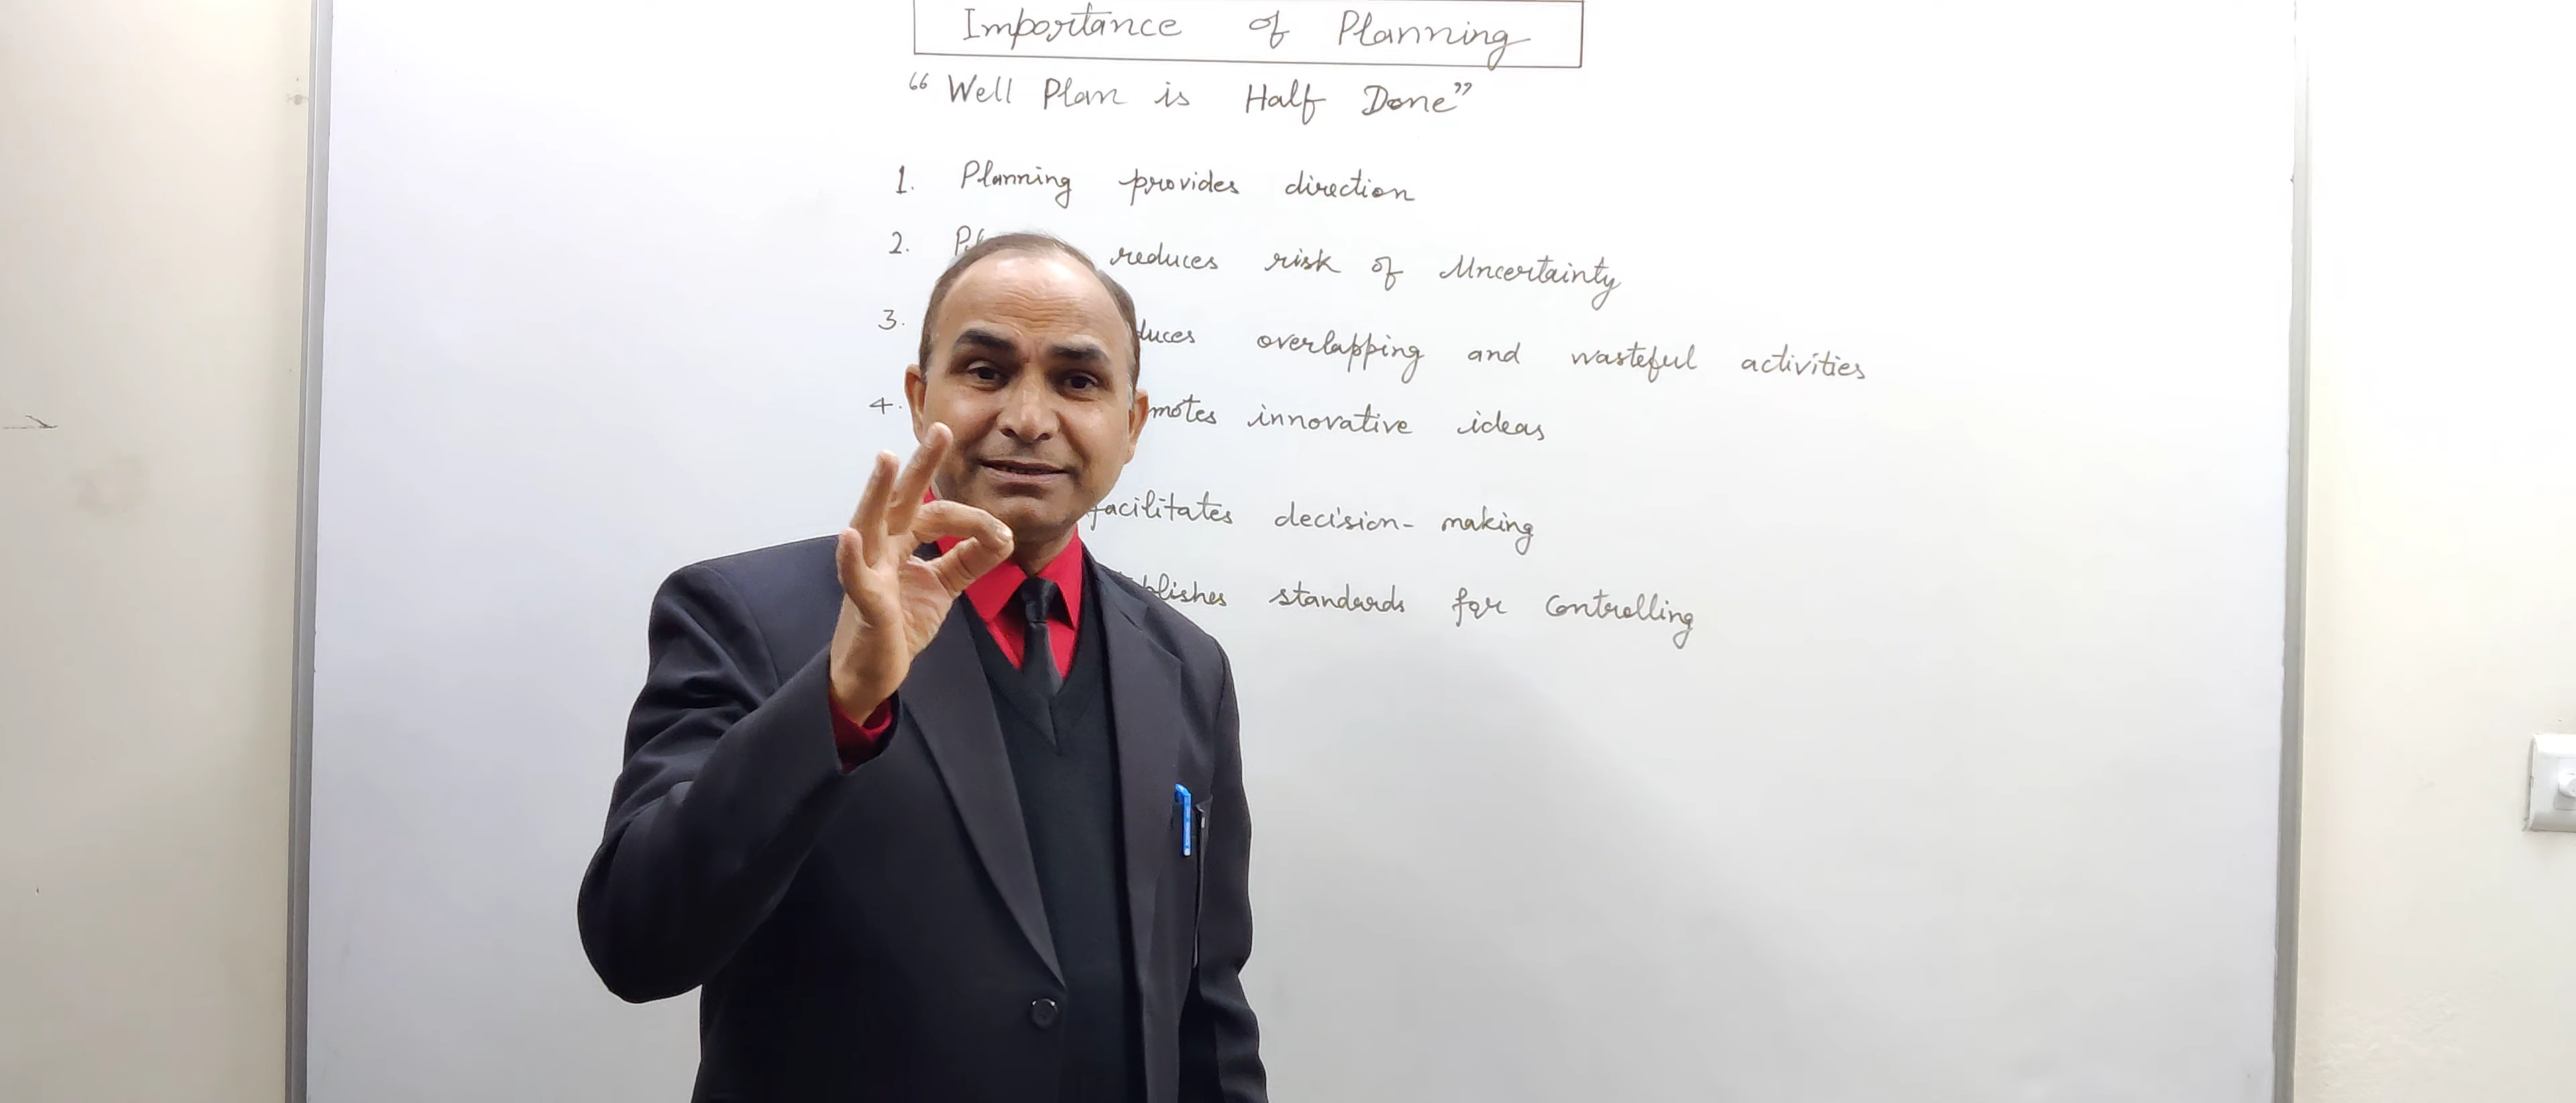 Importance of Planning
“Well Plan is Half Done”
1. Planning provides direction
2. reduces risk of Uncertainty
3. overlapping and wasteful activities
4. innovative ideas
facilitates decision-making
standards for Controlling